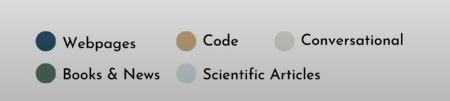 Webpages Code Conversational
Books & News Scientific Articles